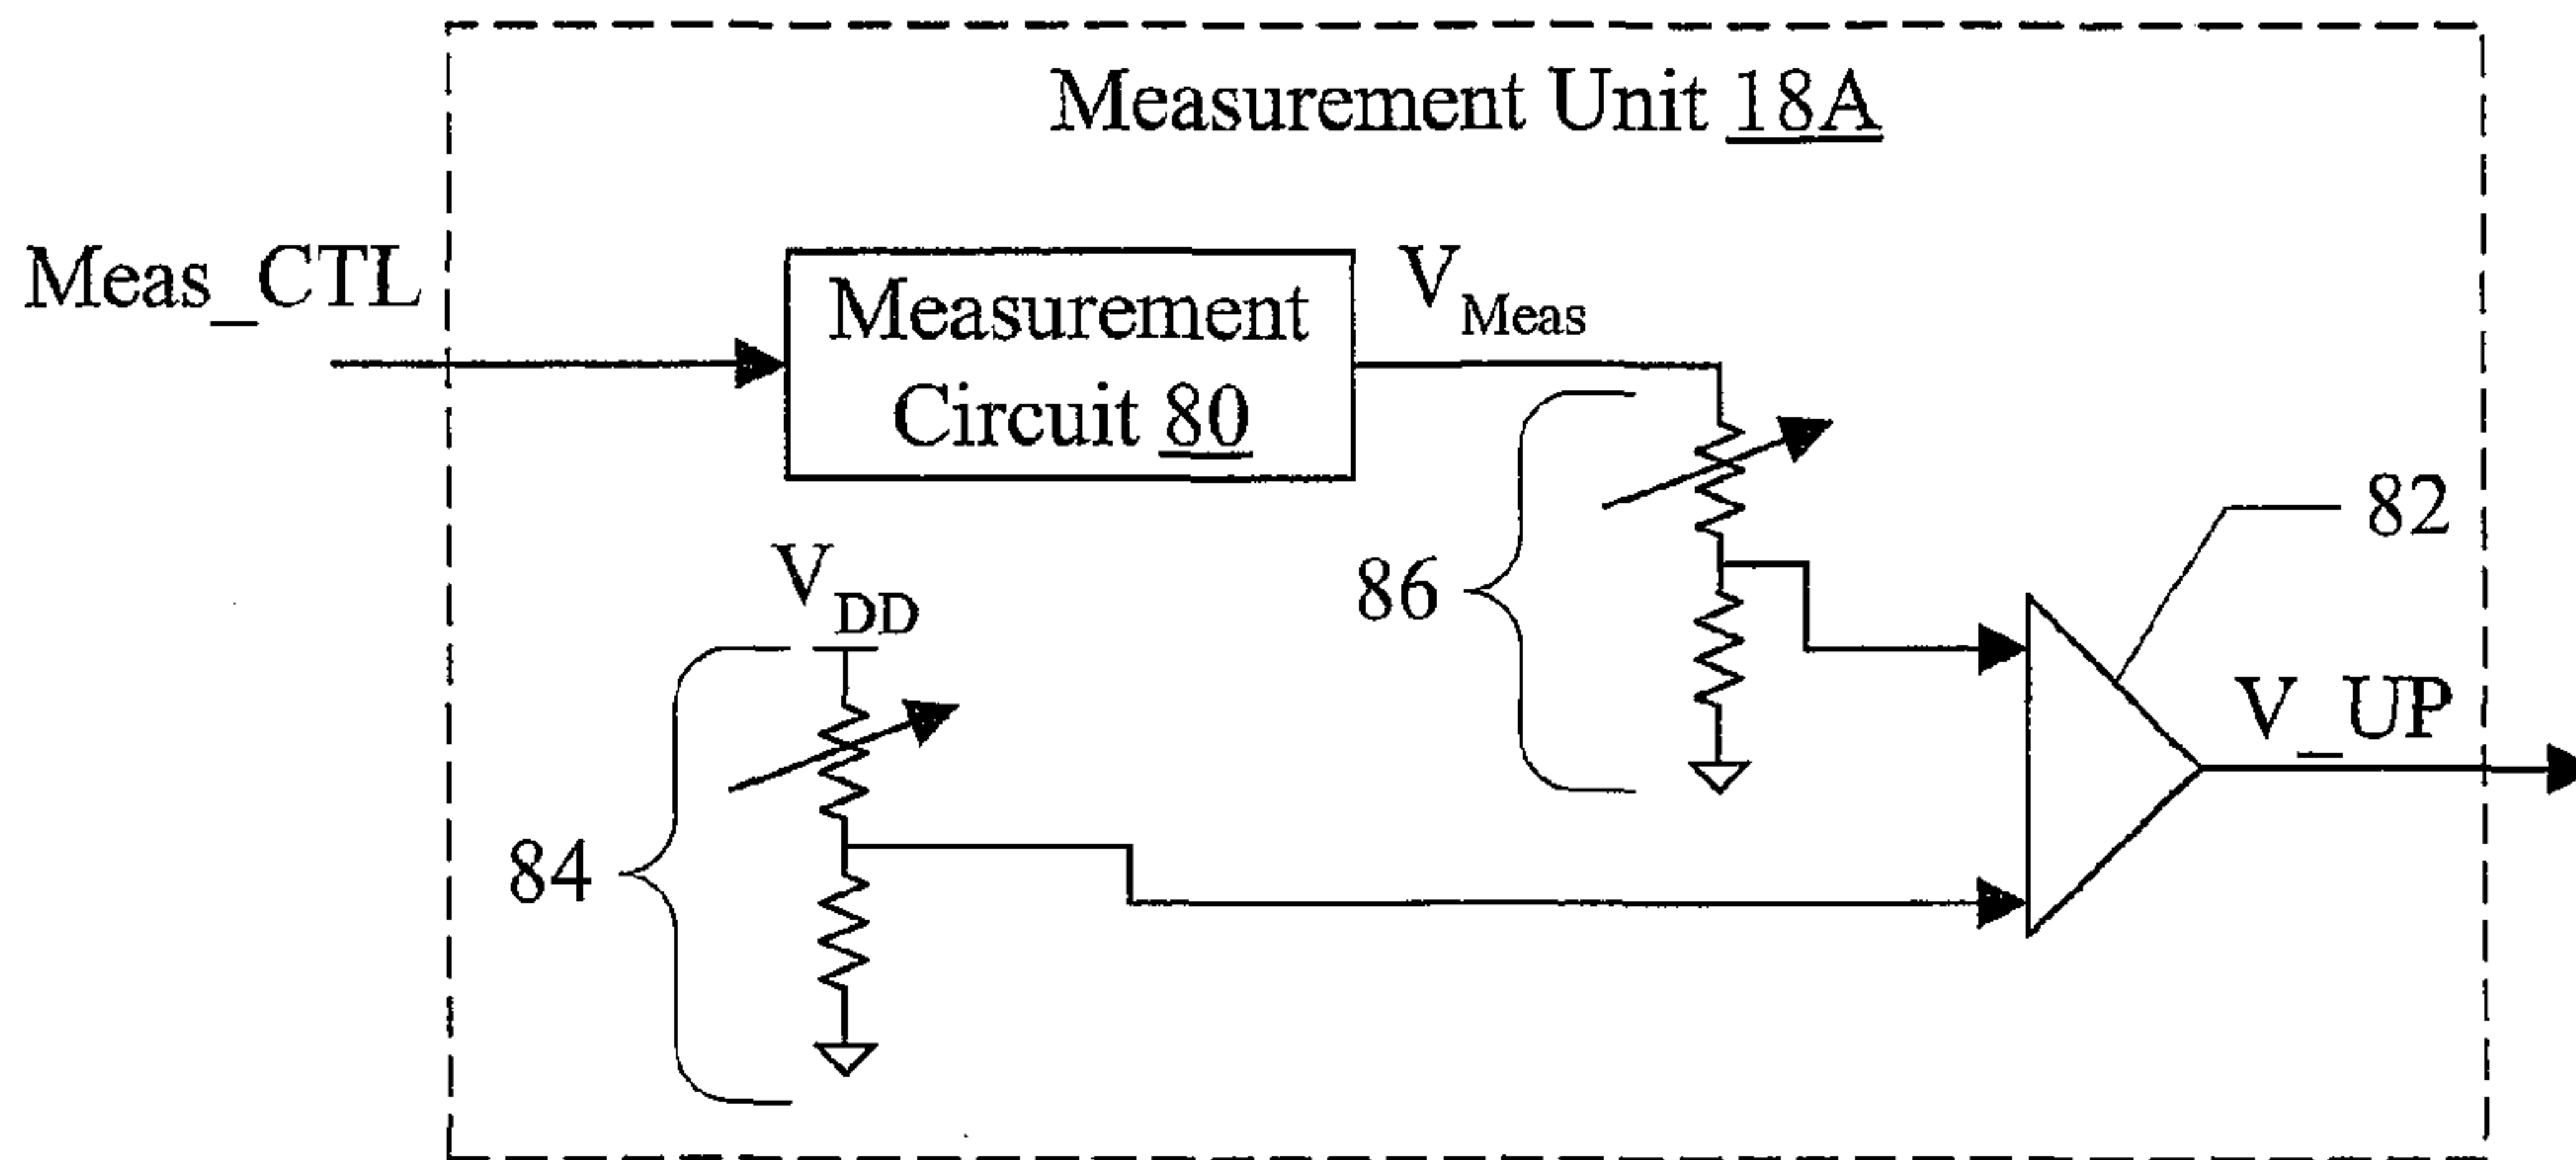 Measurement Unit 18A
Meas_CTL
Measurement
Circuit 80
VMeas
82
VDD
86
V_UP
84